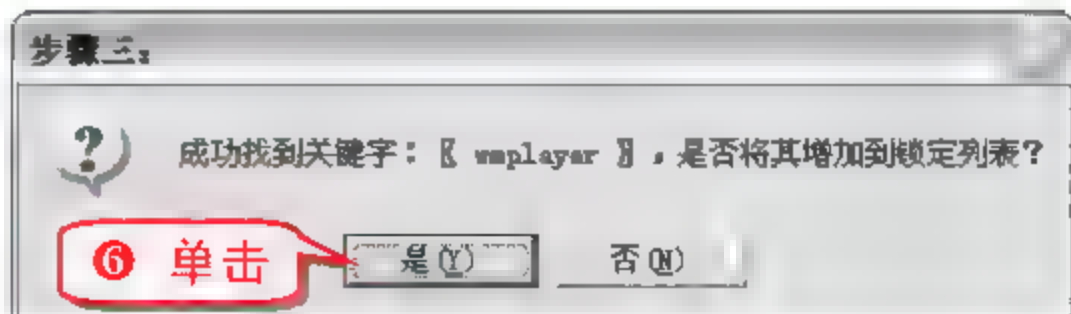 步骤三：
成功找到关键字：〖 wmplayer 〗，是否将其增加到锁定列表？
❻ 单击
是(Y)
否(N)